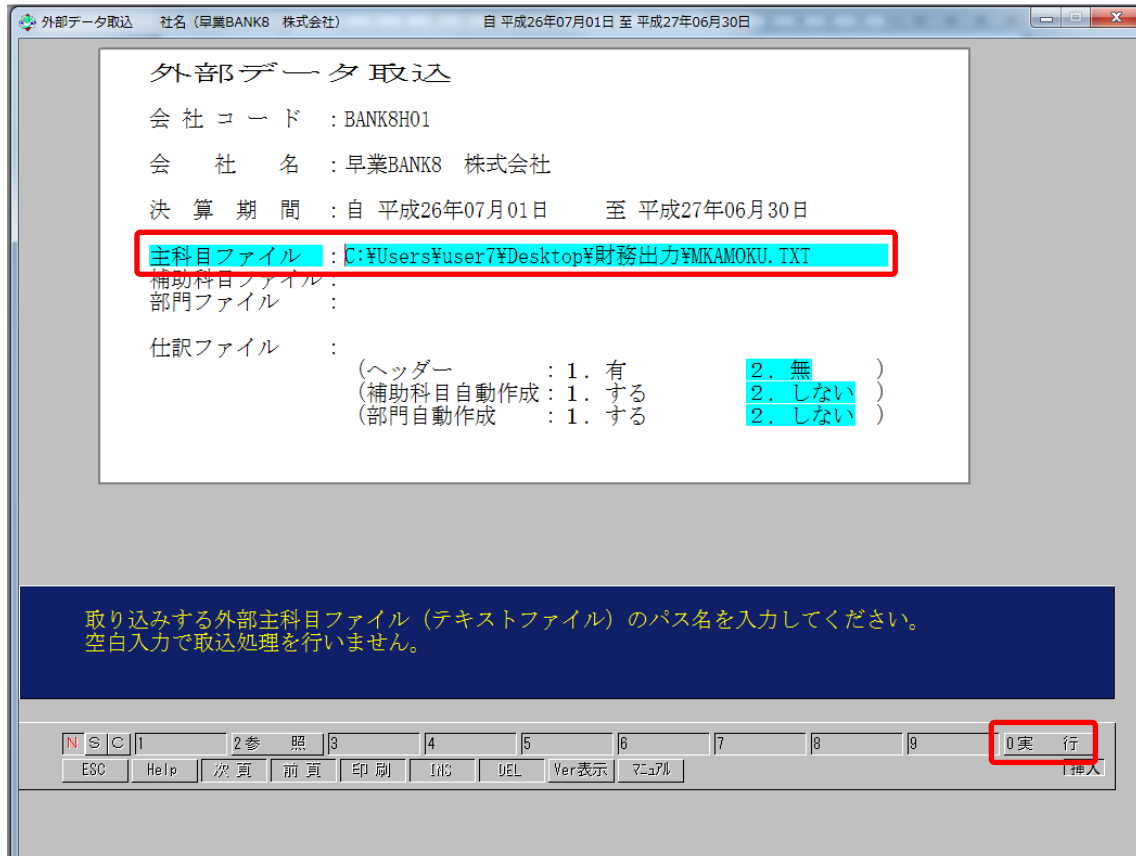 外部データ取込 社名（早業BANK8 株式会社） 自 平成26年07月01日 至 平成27年06月30日
外部データ取込
会社コード ：BANK8H01
会 社 名 ：早業BANK8 株式会社
決 算 期 間 ：自 平成26年07月01日 至 平成27年06月30日
主科目ファイル ：C:¥Users¥user7¥Desktop¥財務出力¥MKAMOKU.TXT
補助科目ファイル：
部門ファイル ：
仕訳ファイル ：
（ヘッダー ：１．有 ２．無 ）
（補助科目自動作成：１．する ２．しない ）
（部門自動作成 ：１．する ２．しない ）
取り込みする外部主科目ファイル（テキストファイル）のパス名を入力してください。
空白入力で取込処理を行いません。
N S C 1 2参 照 3 4 5 6 7 8 9 0実 行
ESC Help 次頁 前頁 印刷 INS DEL Ver表示 マニュアル 挿入